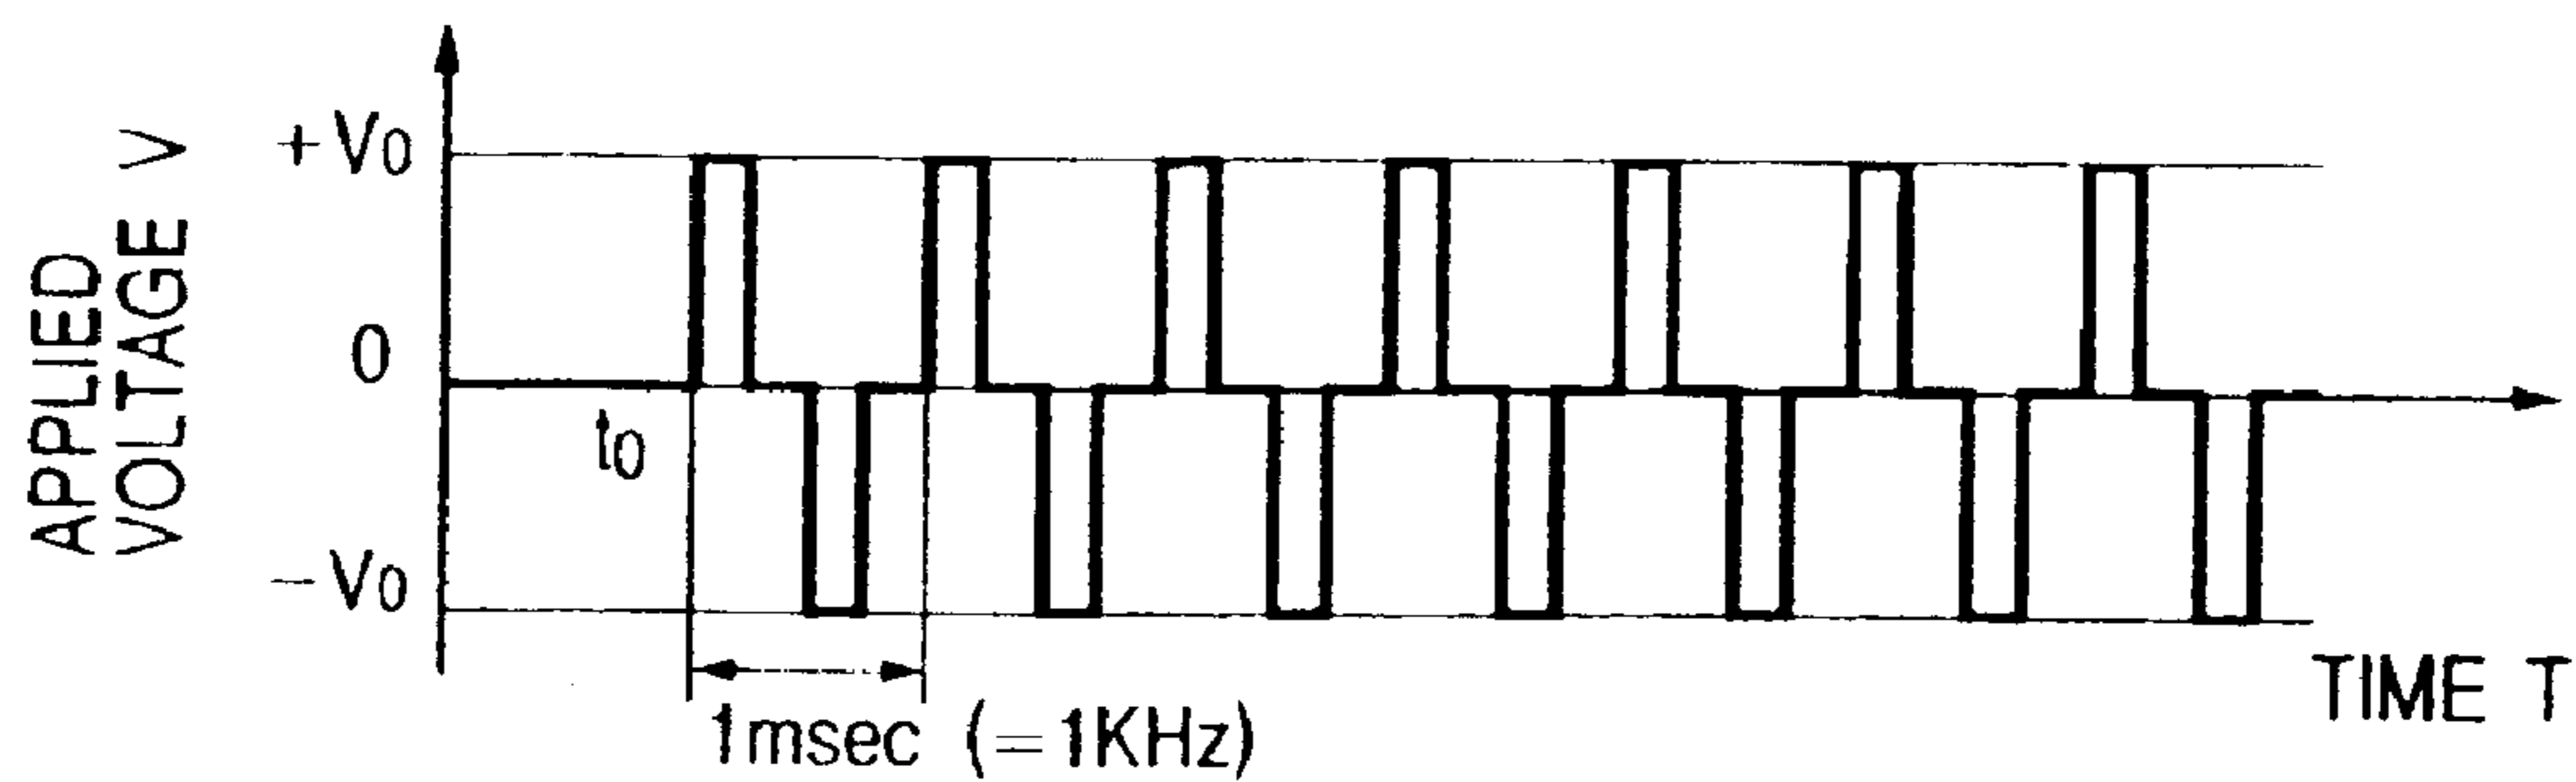 APPLIED
VOLTAGE V
+V0
0
−V0
t0
1msec (=1KHz)
TIME T